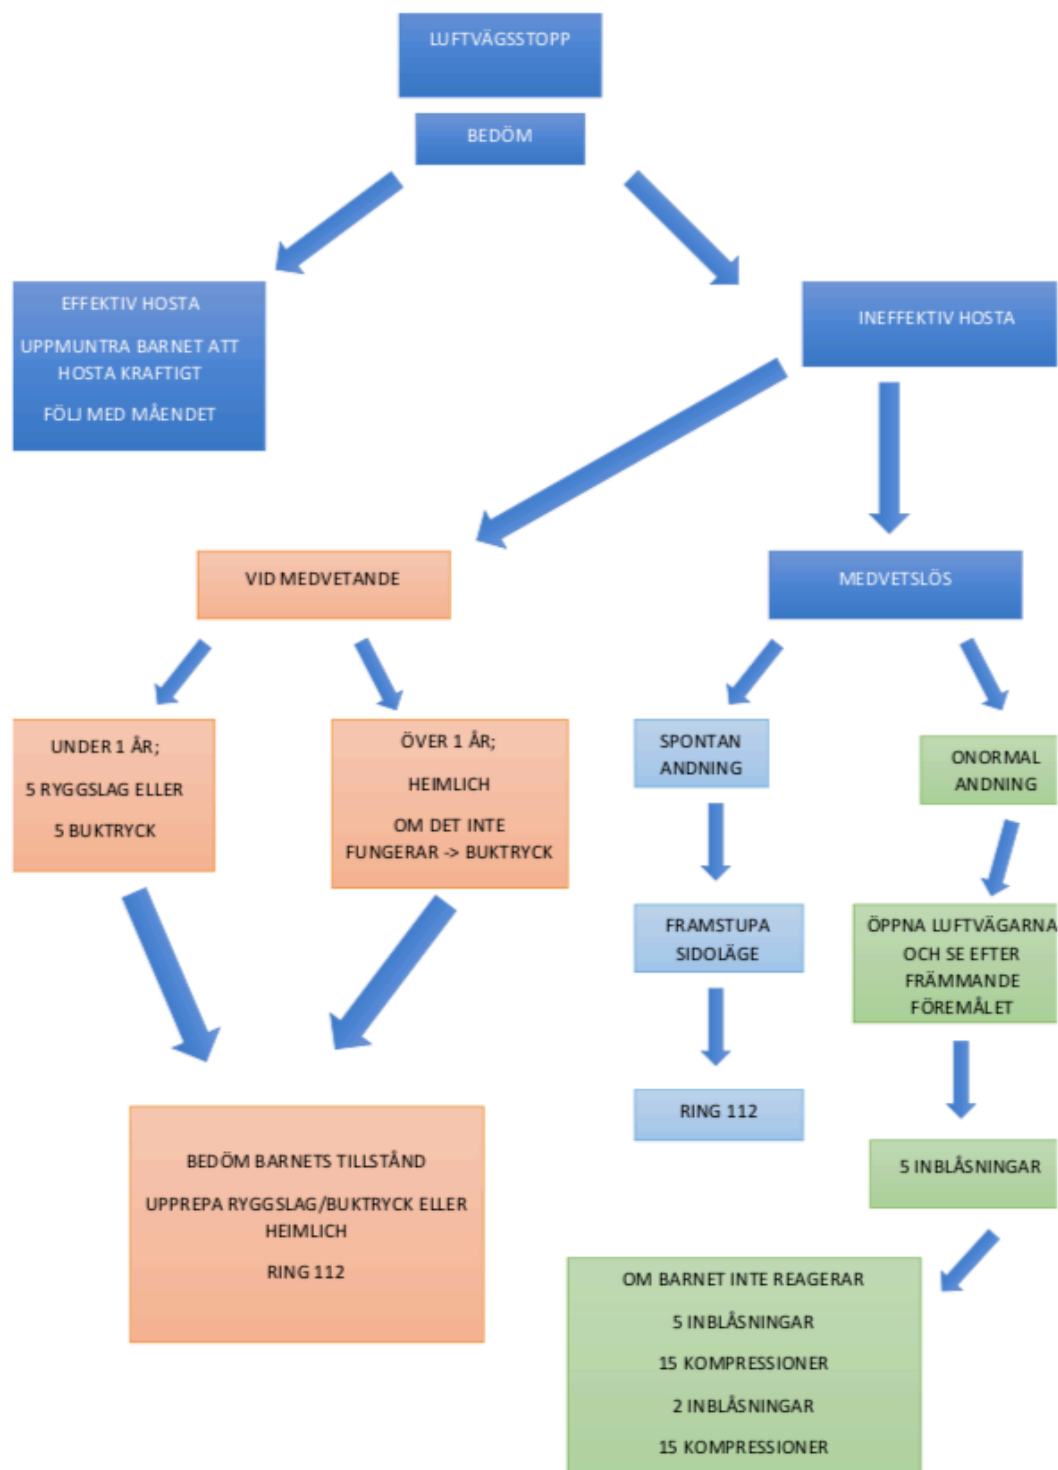 LUFTVÄGSSTOPP
BEDÖM
EFFEKTIV HOSTA
UPPMUNTRA BARNET ATT
HOSTA KRAFTIGT
FÖLJ MED MÅENDET
INEFFEKTIV HOSTA
VID MEDVETANDE
MEDVETSLÖS
UNDER 1 ÅR;
5 RYGGSLAG ELLER
5 BUKTRYCK
ÖVER 1 ÅR;
HEIMLICH
OM DET INTE
FUNGERAR -> BUKTRYCK
SPONTAN
ANDNING
ONORMAL
ANDNING
FRAMSTUPA
SIDOLÄGE
ÖPPNA LUFTVÄGARNA
OCH SE EFTER
FRÄMMANDE
FÖREMÅLET
RING 112
5 INBLÅSNINGAR
BEDÖM BARNETS TILLSTÅND
UPPREPA RYGGSLAG/BUKTRYCK ELLER
HEIMLICH
RING 112
OM BARNET INTE REAGERAR
5 INBLÅSNINGAR
15 KOMPRESSIONER
2 INBLÅSNINGAR
15 KOMPRESSIONER